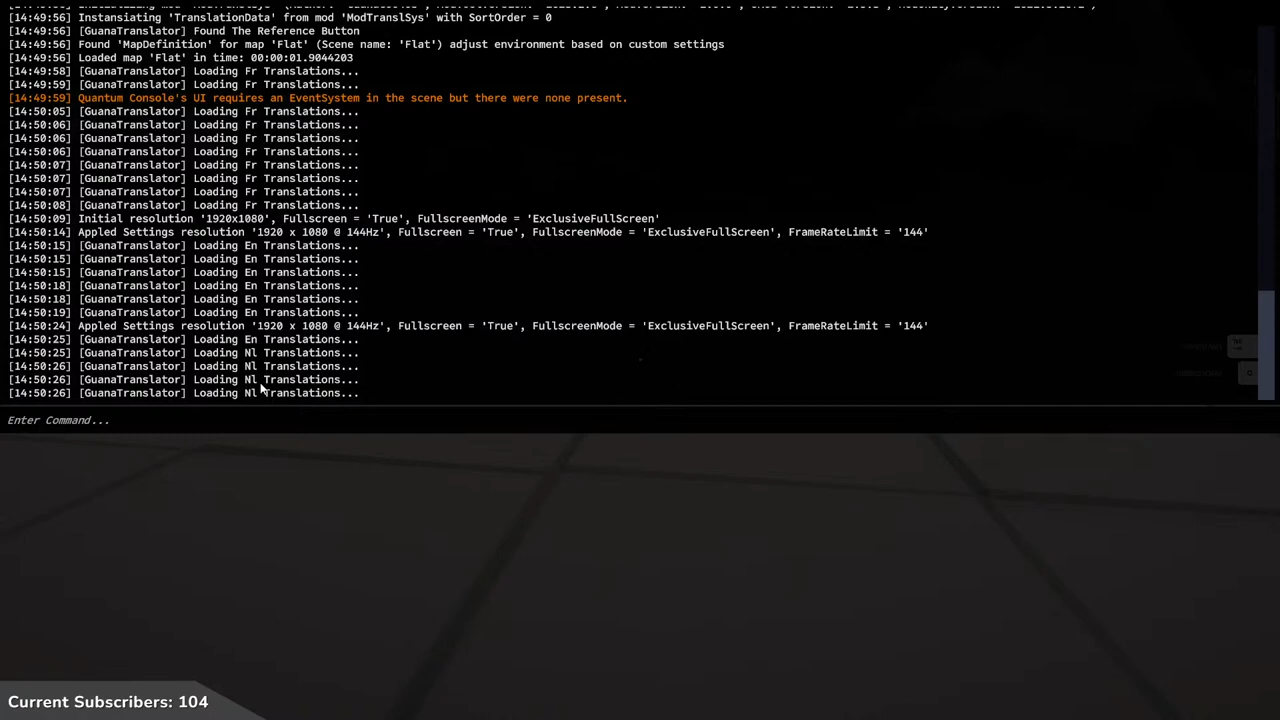 [14:49:56] Instansiating 'TranslationData' from mod 'ModTranslSys' with SortOrder = 0
[14:49:56] [GuanaTranslator] Found The Reference Button
[14:49:56] Found 'MapDefinition' for map 'Flat' (Scene name: 'Flat') adjust environment based on custom settings
[14:49:56] Loaded map 'Flat' in time: 00:00:01.9044203
[14:49:58] [GuanaTranslator] Loading Fr Translations...
[14:49:59] [GuanaTranslator] Loading Fr Translations...
[14:49:59] Quantum Console's UI requires an EventSystem in the scene but there were none present.
[14:50:05] [GuanaTranslator] Loading Fr Translations...
[14:50:06] [GuanaTranslator] Loading Fr Translations...
[14:50:06] [GuanaTranslator] Loading Fr Translations...
[14:50:06] [GuanaTranslator] Loading Fr Translations...
[14:50:07] [GuanaTranslator] Loading Fr Translations...
[14:50:07] [GuanaTranslator] Loading Fr Translations...
[14:50:07] [GuanaTranslator] Loading Fr Translations...
[14:50:08] [GuanaTranslator] Loading Fr Translations...
[14:50:09] Initial resolution '1920x1080', Fullscreen = 'True', FullscreenMode = 'ExclusiveFullScreen'
[14:50:14] Appled Settings resolution '1920 x 1080 @ 144Hz', Fullscreen = 'True', FullscreenMode = 'ExclusiveFullScreen', FrameRateLimit = '144'
[14:50:15] [GuanaTranslator] Loading En Translations...
[14:50:15] [GuanaTranslator] Loading En Translations...
[14:50:15] [GuanaTranslator] Loading En Translations...
[14:50:18] [GuanaTranslator] Loading En Translations...
[14:50:18] [GuanaTranslator] Loading En Translations...
[14:50:19] [GuanaTranslator] Loading En Translations...
[14:50:24] Appled Settings resolution '1920 x 1080 @ 144Hz', Fullscreen = 'True', FullscreenMode = 'ExclusiveFullScreen', FrameRateLimit = '144'
[14:50:25] [GuanaTranslator] Loading En Translations...
[14:50:25] [GuanaTranslator] Loading Nl Translations...
[14:50:26] [GuanaTranslator] Loading Nl Translations...
[14:50:26] [GuanaTranslator] Loading Nl Translations...
[14:50:26] [GuanaTranslator] Loading Nl Translations...
Enter Command...
Current Subscribers: 104